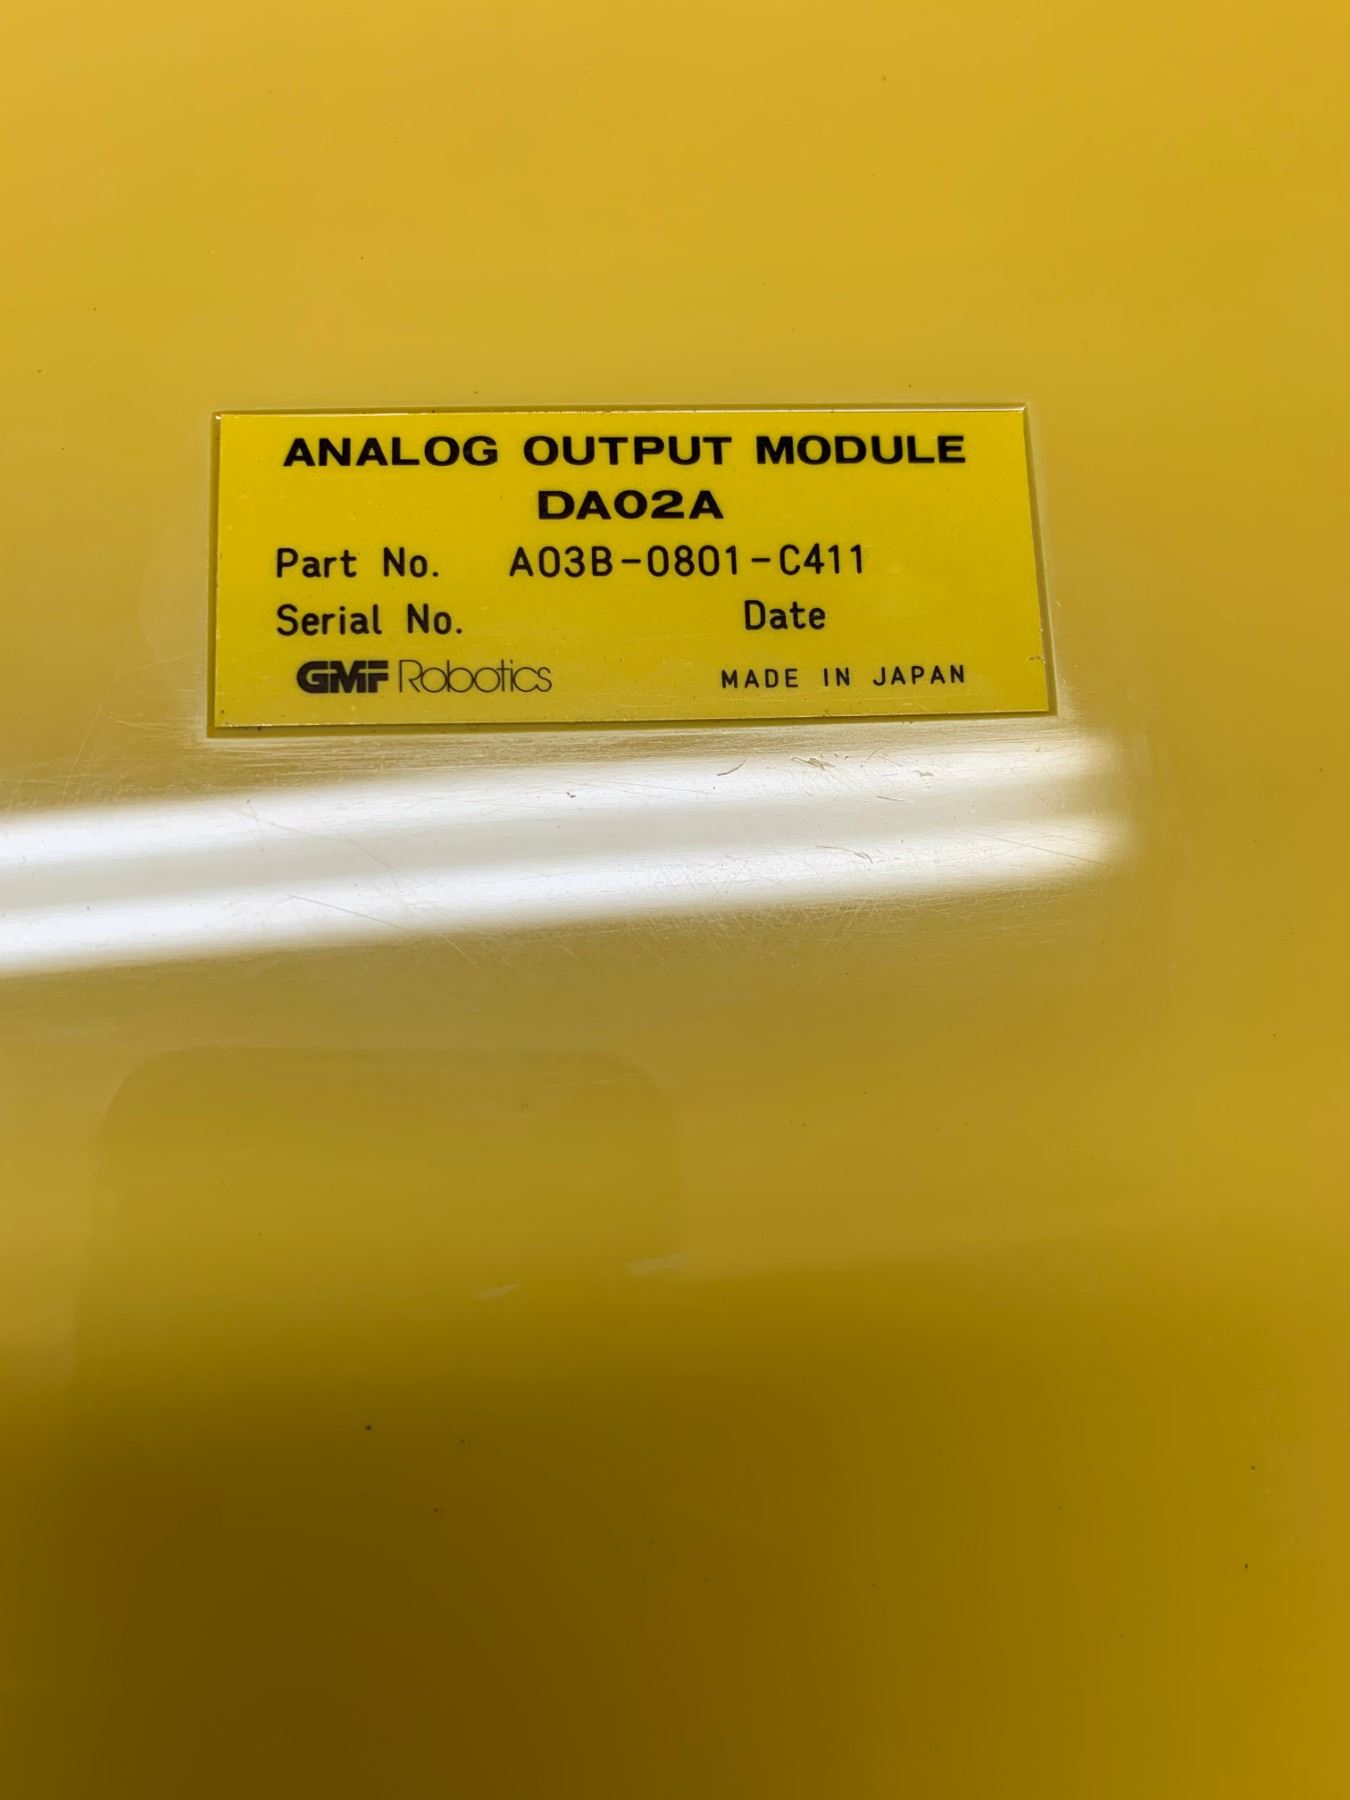 ANALOG OUTPUT MODULE
DA02A
Part No. A03B-0801-C411
Serial No. Date
GMF Robotics MADE IN JAPAN